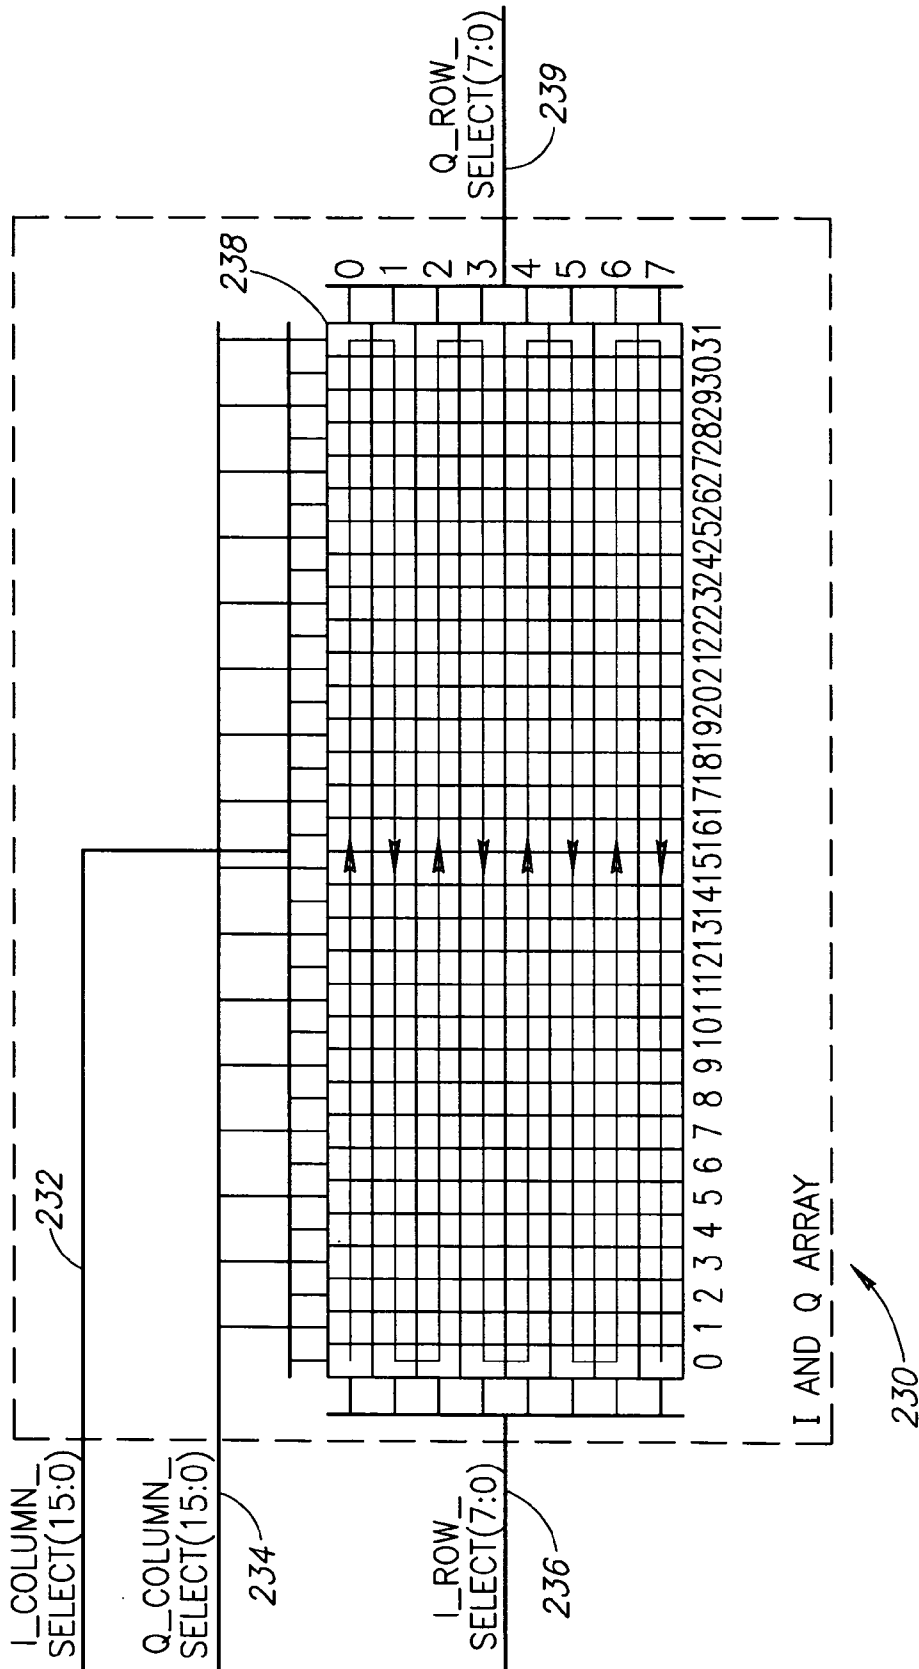 I_COLUMN_
SELECT(15:0)
232
Q_COLUMN_
SELECT(15:0)
234
I_ROW_
SELECT(7:0)
236
238
Q_ROW_
SELECT(7:0)
239
0
1
2
3
4
5
6
7
0 1 2 3 4 5 6 7 8 9 10 11 12 13 14 15 16 17 18 19 20 21 22 23 24 25 26 27 28 29 30 31
I AND Q ARRAY
230